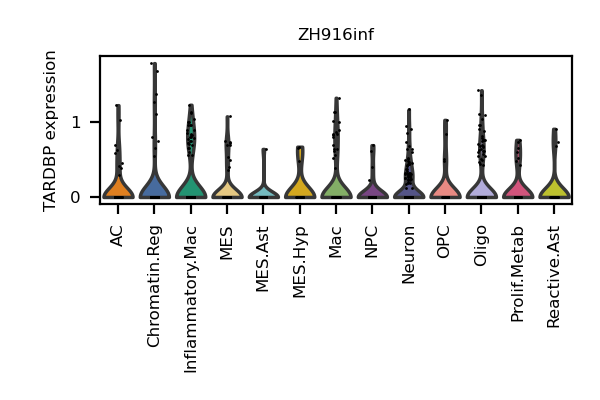 ZH916inf
TARDBP expression
1
0
AC
Chromatin.Reg
Inflammatory.Mac
MES
MES.Ast
MES.Hyp
Mac
NPC
Neuron
OPC
Oligo
Prolif.Metab
Reactive.Ast